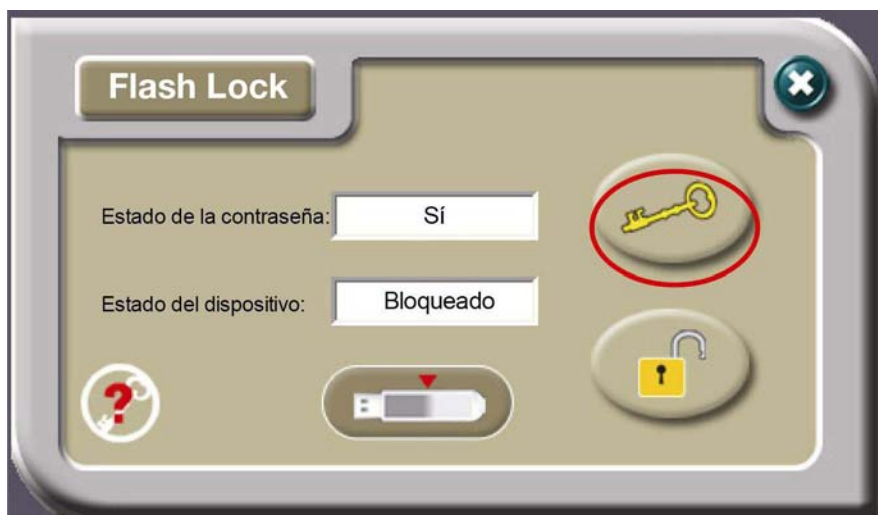 Flash Lock
Estado de la contraseña: Sí
Estado del dispositivo: Bloqueado
?